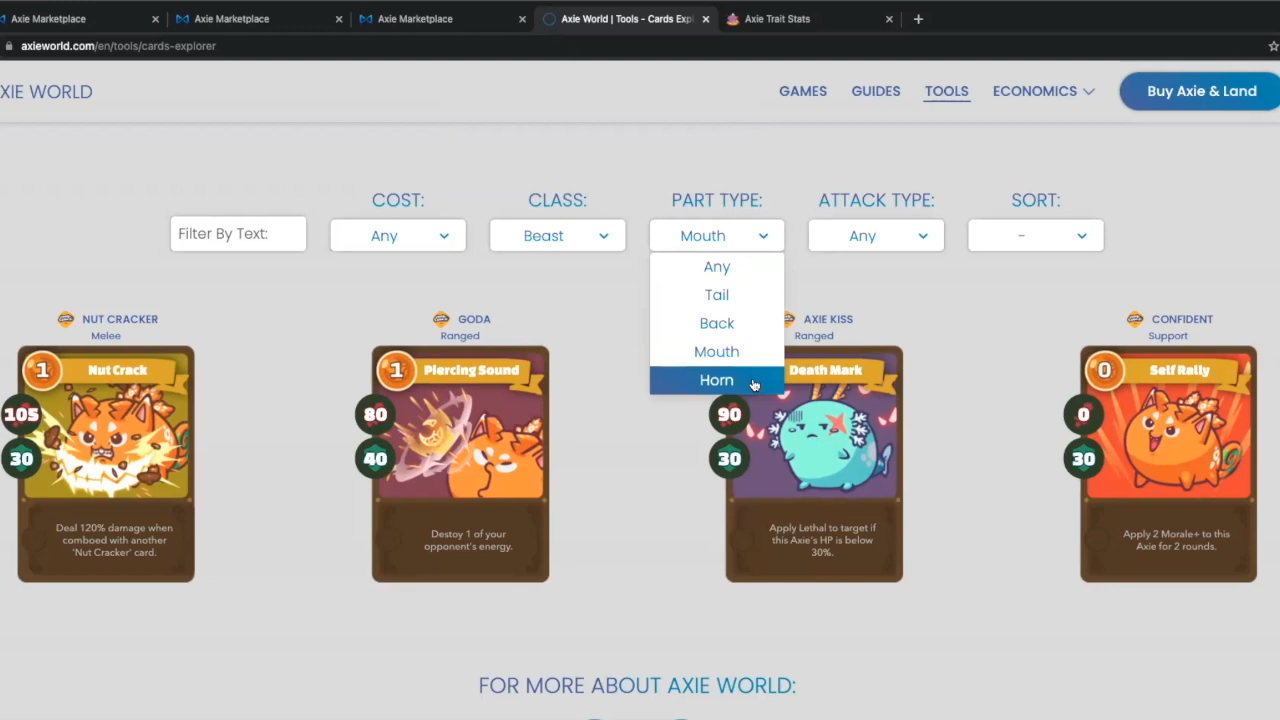 Axie Marketplace
Axie Marketplace
Axie Marketplace
Axie World | Tools - Cards Expl
Axie Trait Stats
axieworld.com/en/tools/cards-explorer
XIE WORLD
GAMES
GUIDES
TOOLS
ECONOMICS
Buy Axie & Land
COST:
CLASS:
PART TYPE:
ATTACK TYPE:
SORT:
Filter By Text:
Any
Beast
Mouth
Any
-
Any
Tail
Back
Mouth
Horn
NUT CRACKER
Melee
1
Nut Crack
105
30
Deal 120% damage when
comboed with another
'Nut Cracker' card.
GODA
Ranged
1
Piercing Sound
80
40
Destoy 1 of your
opponent's energy.
AXIE KISS
Ranged
Death Mark
90
30
Apply Lethal to target if
this Axie's HP is below
30%.
CONFIDENT
Support
0
Self Rally
0
30
Apply 2 Morale+ to this
Axie for 2 rounds.
FOR MORE ABOUT AXIE WORLD: